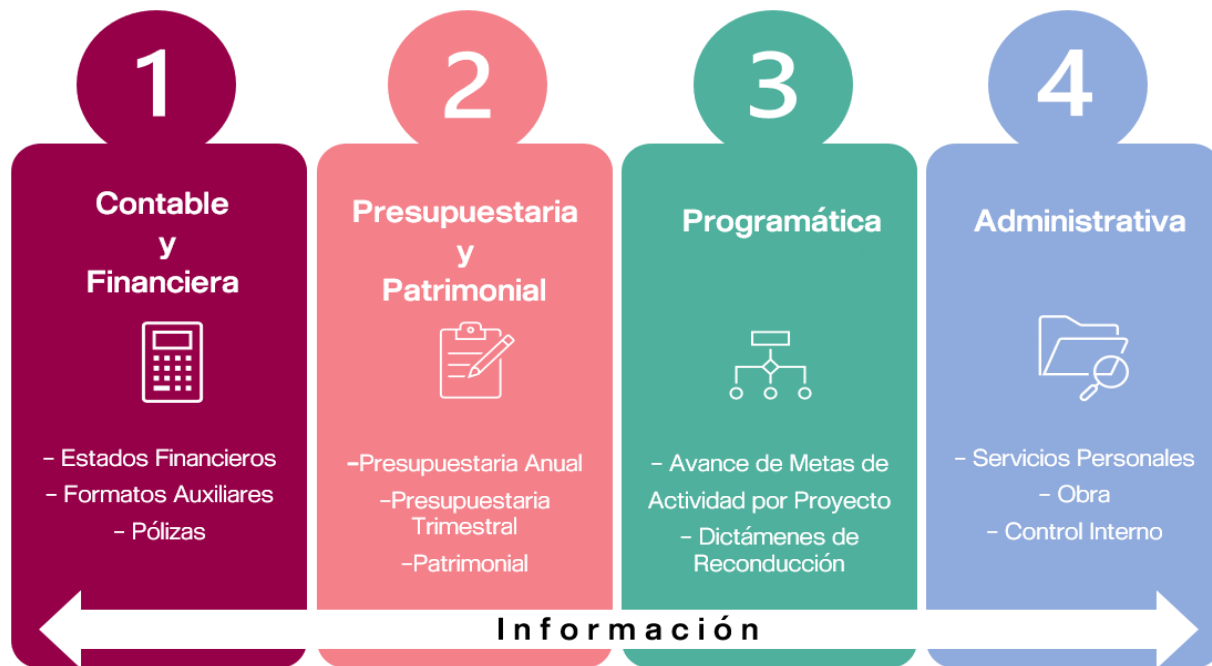 1
Contable
y
Financiera
– Estados Financieros
– Formatos Auxiliares
– Pólizas
2
Presupuestaria
y
Patrimonial
–Presupuestaria Anual
–Presupuestaria
Trimestral
–Patrimonial
3
Programática
– Avance de Metas de
Actividad por Proyecto
– Dictámenes de
Reconducción
4
Administrativa
– Servicios Personales
– Obra
– Control Interno
Información